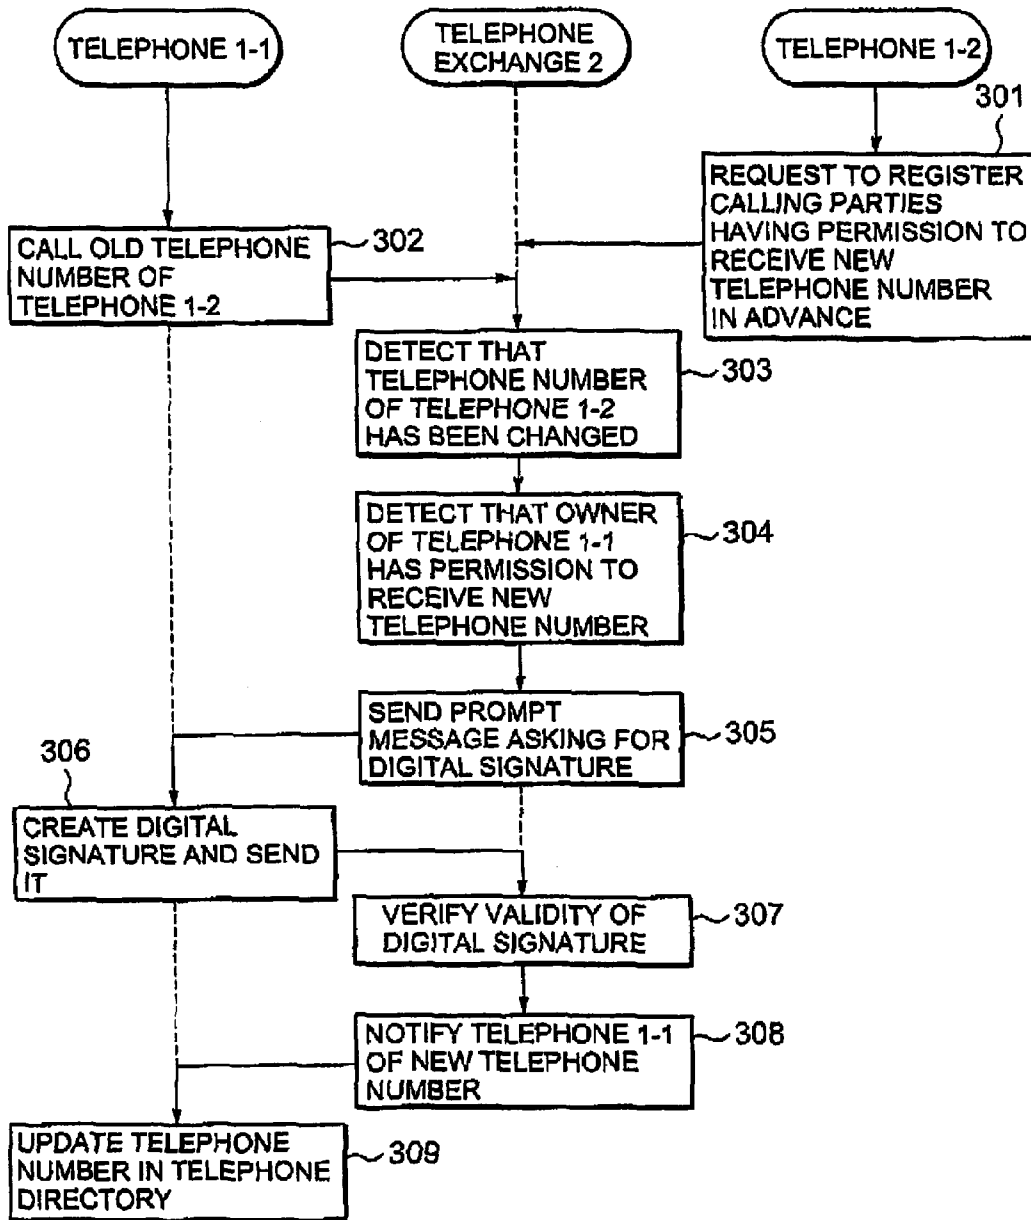 TELEPHONE 1-1
TELEPHONE
EXCHANGE 2
TELEPHONE 1-2
301
REQUEST TO REGISTER
CALLING PARTIES
HAVING PERMISSION TO
RECEIVE NEW
TELEPHONE NUMBER
IN ADVANCE
302
CALL OLD TELEPHONE
NUMBER OF
TELEPHONE 1-2
DETECT THAT
TELEPHONE NUMBER
OF TELEPHONE 1-2
HAS BEEN CHANGED
303
DETECT THAT OWNER
OF TELEPHONE 1-1
HAS PERMISSION TO
RECEIVE NEW
TELEPHONE NUMBER
304
SEND PROMPT
MESSAGE ASKING FOR
DIGITAL SIGNATURE
305
306
CREATE DIGITAL
SIGNATURE AND SEND
IT
VERIFY VALIDITY OF
DIGITAL SIGNATURE
307
NOTIFY TELEPHONE 1-1
OF NEW TELEPHONE
NUMBER
308
UPDATE TELEPHONE
NUMBER IN TELEPHONE
DIRECTORY
309